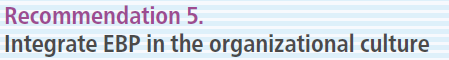 Recommendation 5.
Integrate EBP in the organizational culture